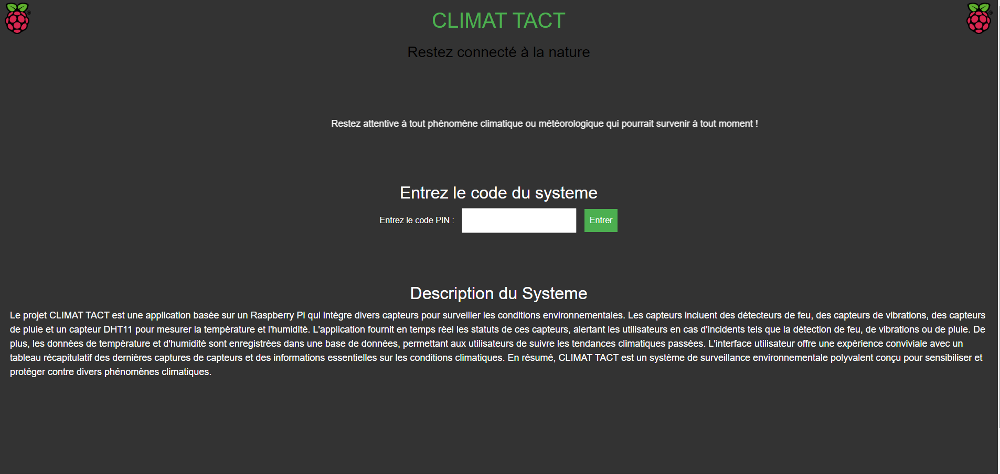 CLIMAT TACT
Restez connecté à la nature
Restez attentive à tout phénomène climatique ou météorologique qui pourrait survenir à tout moment !
Entrez le code du systeme
Entrez le code PIN : Entrer
Description du Systeme
Le projet CLIMAT TACT est une application basée sur un Raspberry Pi qui intègre divers capteurs pour surveiller les conditions environnementales. Les capteurs incluent des détecteurs de feu, des capteurs de vibrations, des capteurs
de pluie et un capteur DHT11 pour mesurer la température et l'humidité. L'application fournit en temps réel les statuts de ces capteurs, alertant les utilisateurs en cas d'incidents tels que la détection de feu, de vibrations ou de pluie. De
plus, les données de température et d'humidité sont enregistrées dans une base de données, permettant aux utilisateurs de suivre les tendances climatiques passées. L'interface utilisateur offre une expérience conviviale avec un
tableau récapitulatif des dernières captures de capteurs et des informations essentielles sur les conditions climatiques. En résumé, CLIMAT TACT est un système de surveillance environnementale polyvalent conçu pour sensibiliser et
protéger contre divers phénomènes climatiques.